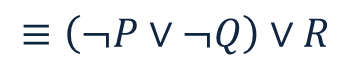 ≡ (¬P ∨ ¬Q) ∨ R